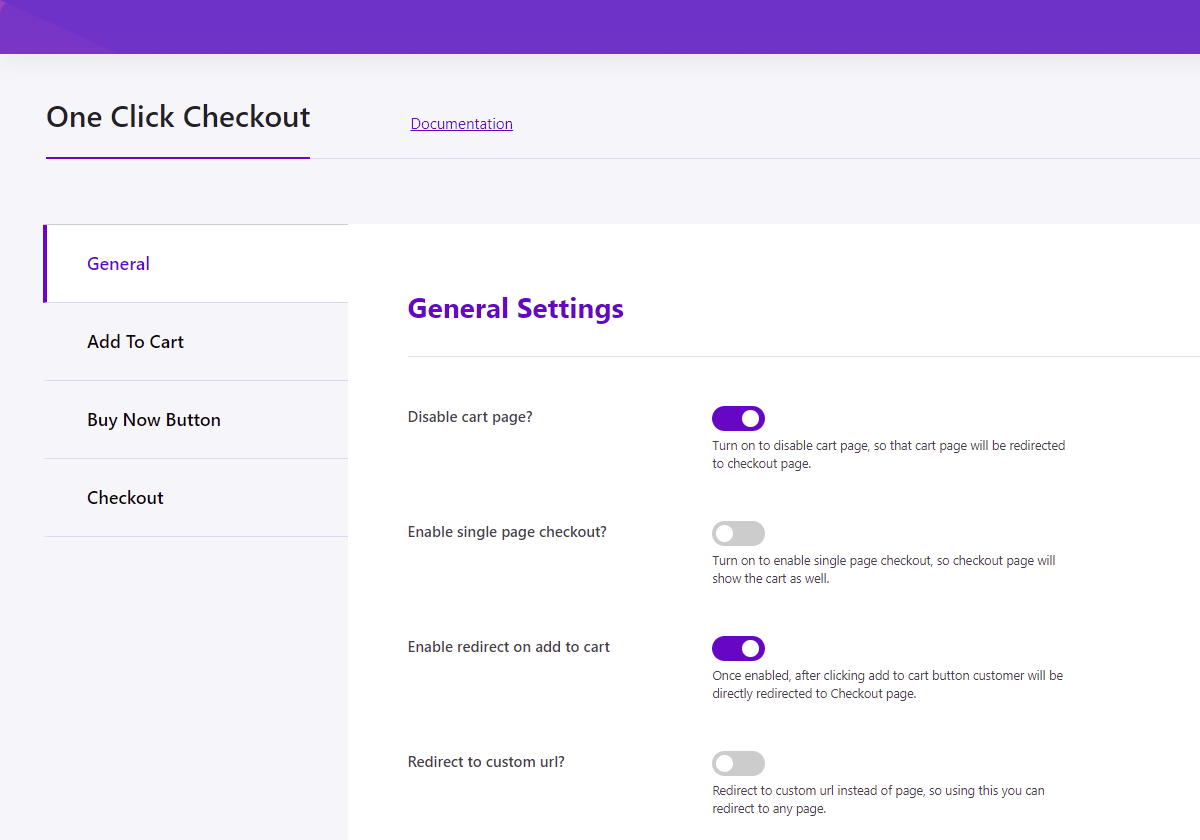 One Click Checkout
Documentation
General
Add To Cart
Buy Now Button
Checkout
General Settings
Disable cart page?
Turn on to disable cart page, so that cart page will be redirected
to checkout page.
Enable single page checkout?
Turn on to enable single page checkout, so checkout page will
show the cart as well.
Enable redirect on add to cart
Once enabled, after clicking add to cart button customer will be
directly redirected to Checkout page.
Redirect to custom url?
Redirect to custom url instead of page, so using this you can
redirect to any page.